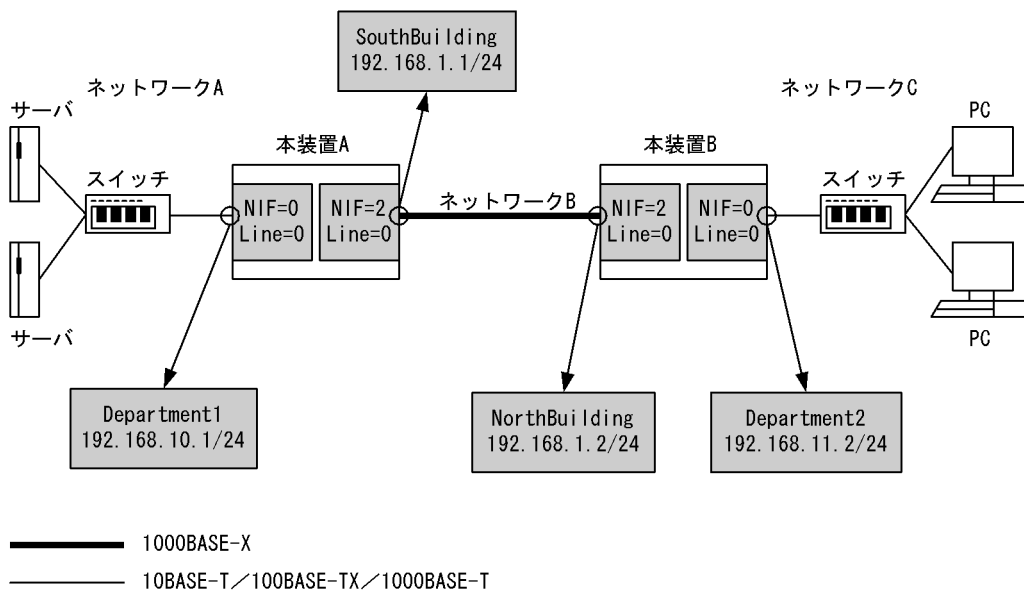 SouthBuilding
192.168.1.1/24
ネットワークA
ネットワークC
サーバ
PC
本装置A
本装置B
スイッチ
スイッチ
NIF=0
Line=0
NIF=2
Line=0
ネットワークB
NIF=2
Line=0
NIF=0
Line=0
サーバ
PC
Department1
192.168.10.1/24
NorthBuilding
192.168.1.2/24
Department2
192.168.11.2/24
1000BASE-X
10BASE-T／100BASE-TX／1000BASE-T